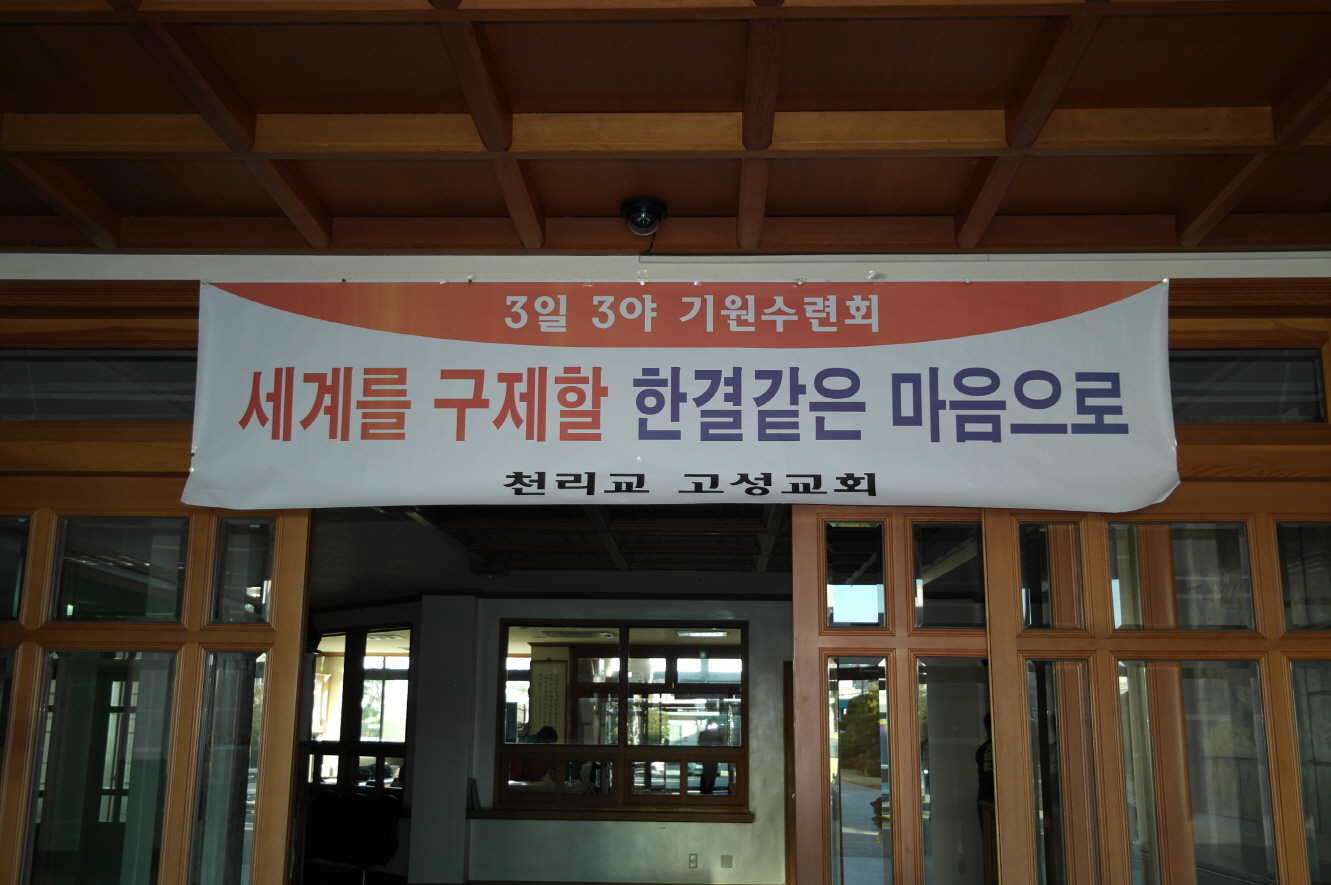 3일 3야 기원수련회
세계를 구제할 한결같은 마음으로
천리교 고성교회